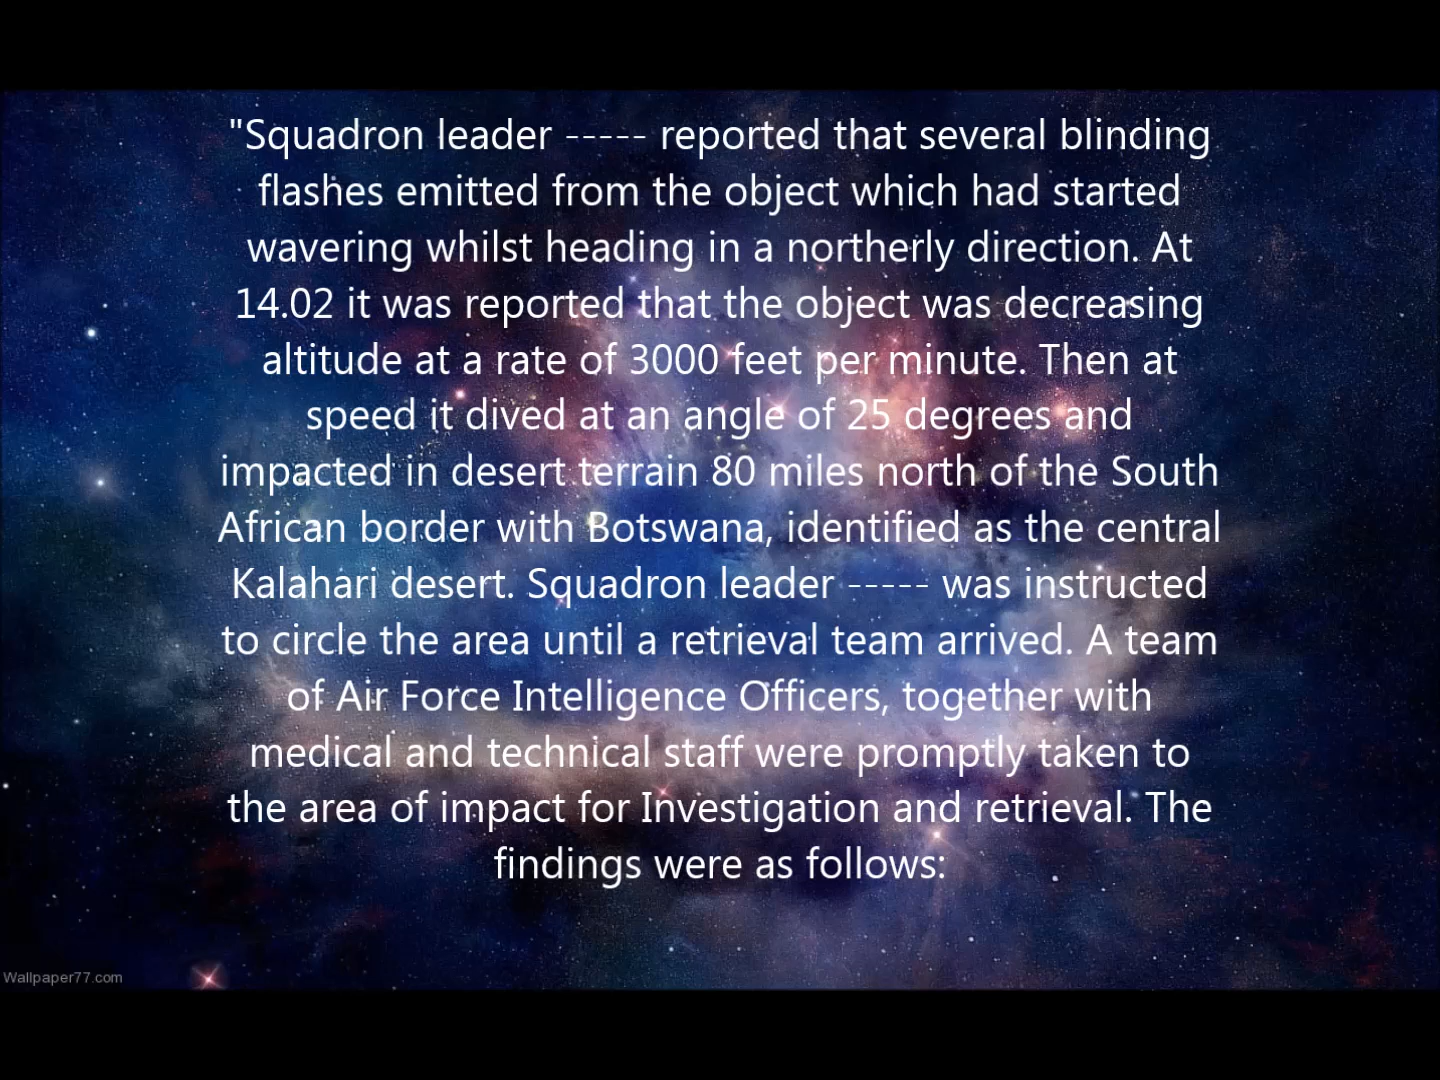 "Squadron leader ----- reported that several blinding
flashes emitted from the object which had started
wavering whilst heading in a northerly direction. At
14.02 it was reported that the object was decreasing
altitude at a rate of 3000 feet per minute. Then at
speed it dived at an angle of 25 degrees and
impacted in desert terrain 80 miles north of the South
African border with Botswana, identified as the central
Kalahari desert. Squadron leader ----- was instructed
to circle the area until a retrieval team arrived. A team
of Air Force Intelligence Officers, together with
medical and technical staff were promptly taken to
the area of impact for Investigation and retrieval. The
findings were as follows:
Wallpaper77.com